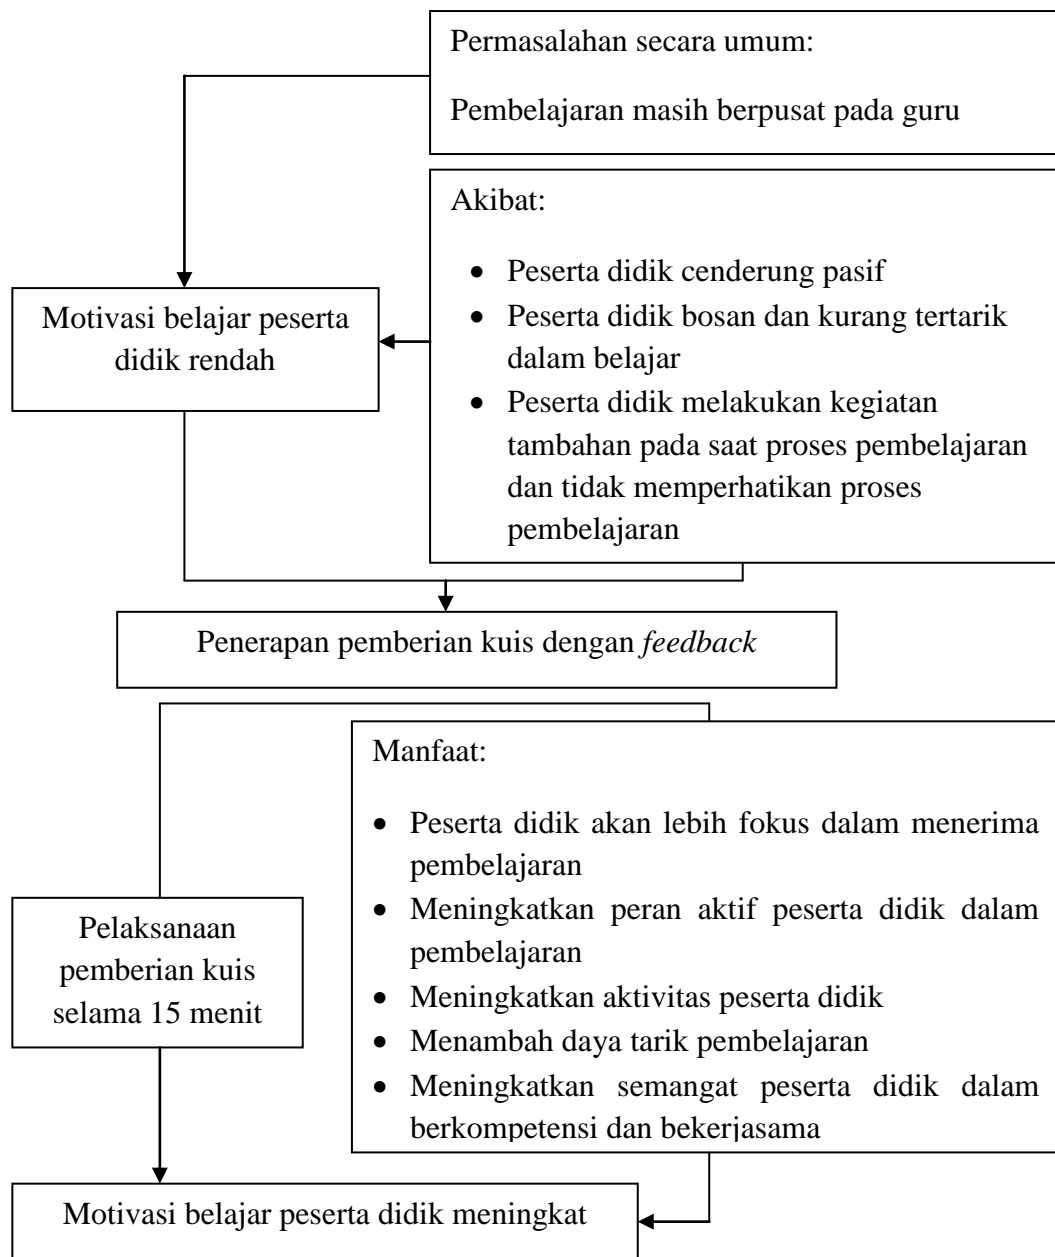 Permasalahan secara umum:
Pembelajaran masih berpusat pada guru
Akibat:
• Peserta didik cenderung pasif
• Peserta didik bosan dan kurang tertarik
dalam belajar
• Peserta didik melakukan kegiatan
tambahan pada saat proses pembelajaran
dan tidak memperhatikan proses
pembelajaran
Motivasi belajar peserta
didik rendah
Penerapan pemberian kuis dengan feedback
Manfaat:
• Peserta didik akan lebih fokus dalam menerima
pembelajaran
• Meningkatkan peran aktif peserta didik dalam
pembelajaran
• Meningkatkan aktivitas peserta didik
• Menambah daya tarik pembelajaran
• Meningkatkan semangat peserta didik dalam
berkompetensi dan bekerjasama
Pelaksanaan
pemberian kuis
selama 15 menit
Motivasi belajar peserta didik meningkat